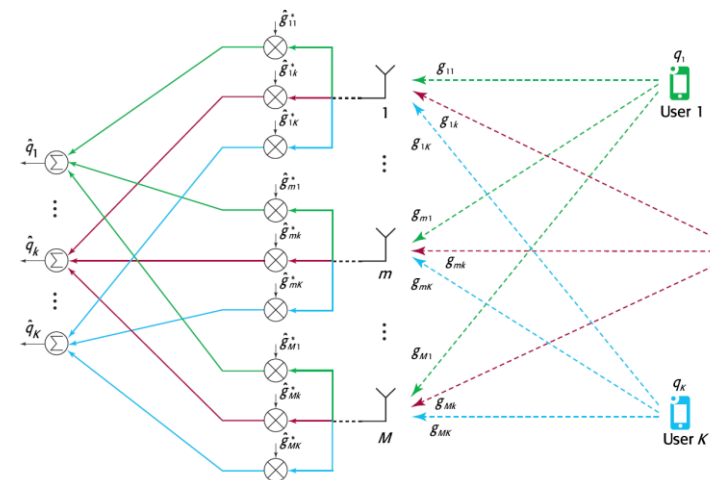 ĝ*₁₁
q₁
g₁₁
ĝ*₁ₖ
User 1
1
g₁ₖ
ĝ*₁K
g₁K
q̂₁
Σ
⋮
⋮
ĝ*ₘ₁
gₘ₁
⋮
ĝ*ₘₖ
q̂ₖ
Σ
m
gₘₖ
ĝ*ₘK
gₘK
⋮
q̂K
Σ
⋮
ĝ*M₁
gM₁
ĝ*Mₖ
qK
gMₖ
M
gMK
User K
ĝ*MK